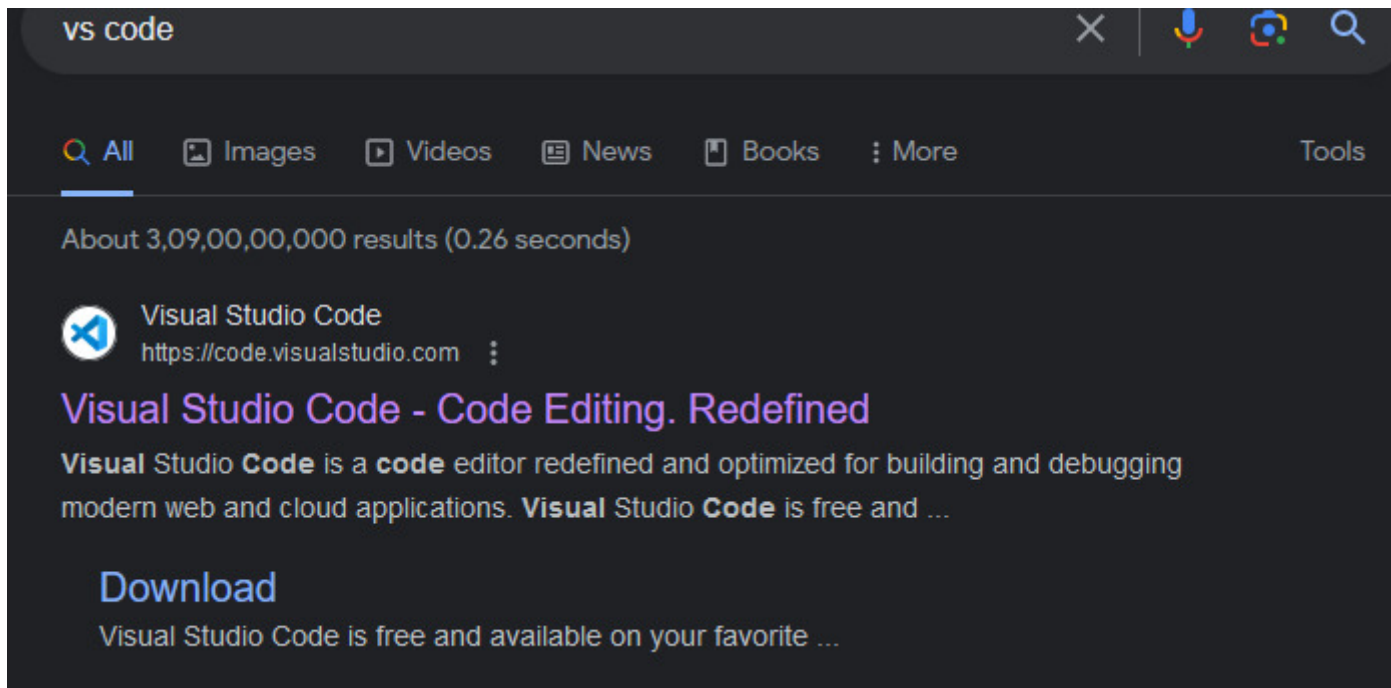 vs code
All Images Videos News Books More Tools
About 3,09,00,00,000 results (0.26 seconds)
Visual Studio Code
https://code.visualstudio.com
Visual Studio Code - Code Editing. Redefined
Visual Studio Code is a code editor redefined and optimized for building and debugging
modern web and cloud applications. Visual Studio Code is free and ...
Download
Visual Studio Code is free and available on your favorite ...